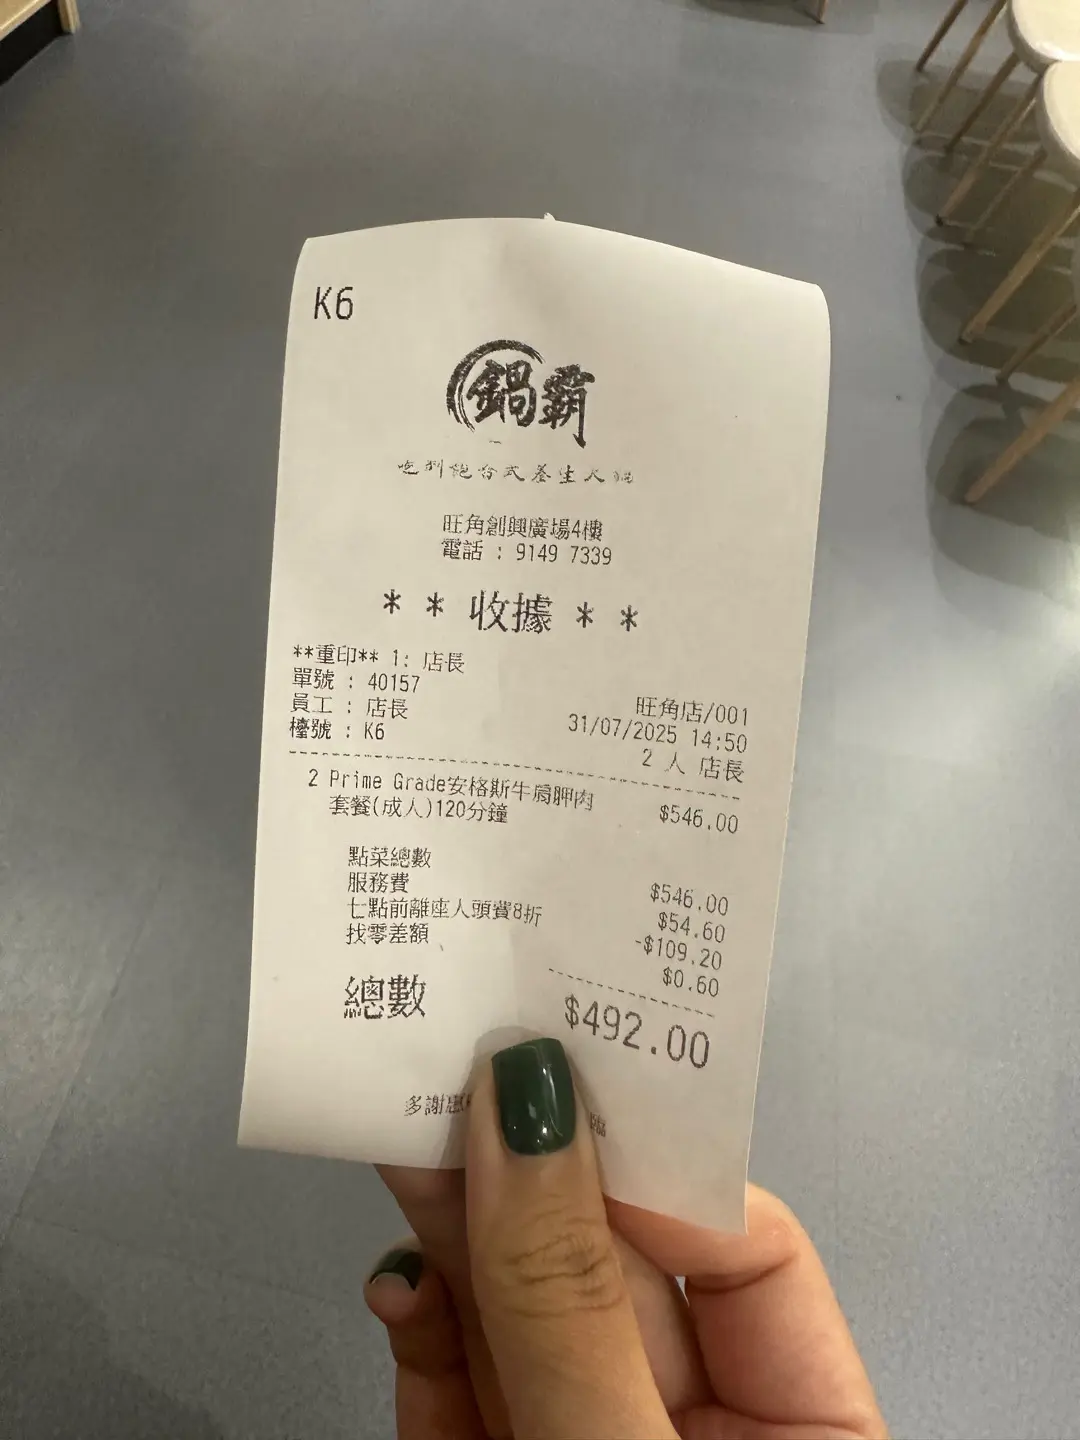 K6
鍋霸
吃到飽台式養生火鍋
旺角創興廣場4樓
電話 : 9149 7339
* * 收據 * *
**重印** 1: 店長
單號 : 40157
員工 : 店長 旺角店/001
檯號 : K6 31/07/2025 14:50
2 人 店長
2 Prime Grade安格斯牛肩胛肉 $546.00
套餐(成人)120分鐘
點菜總數 $546.00
服務費 $54.60
七點前離座人頭費8折 -$109.20
找零差額 $0.60
總數 $492.00
多謝惠 臨